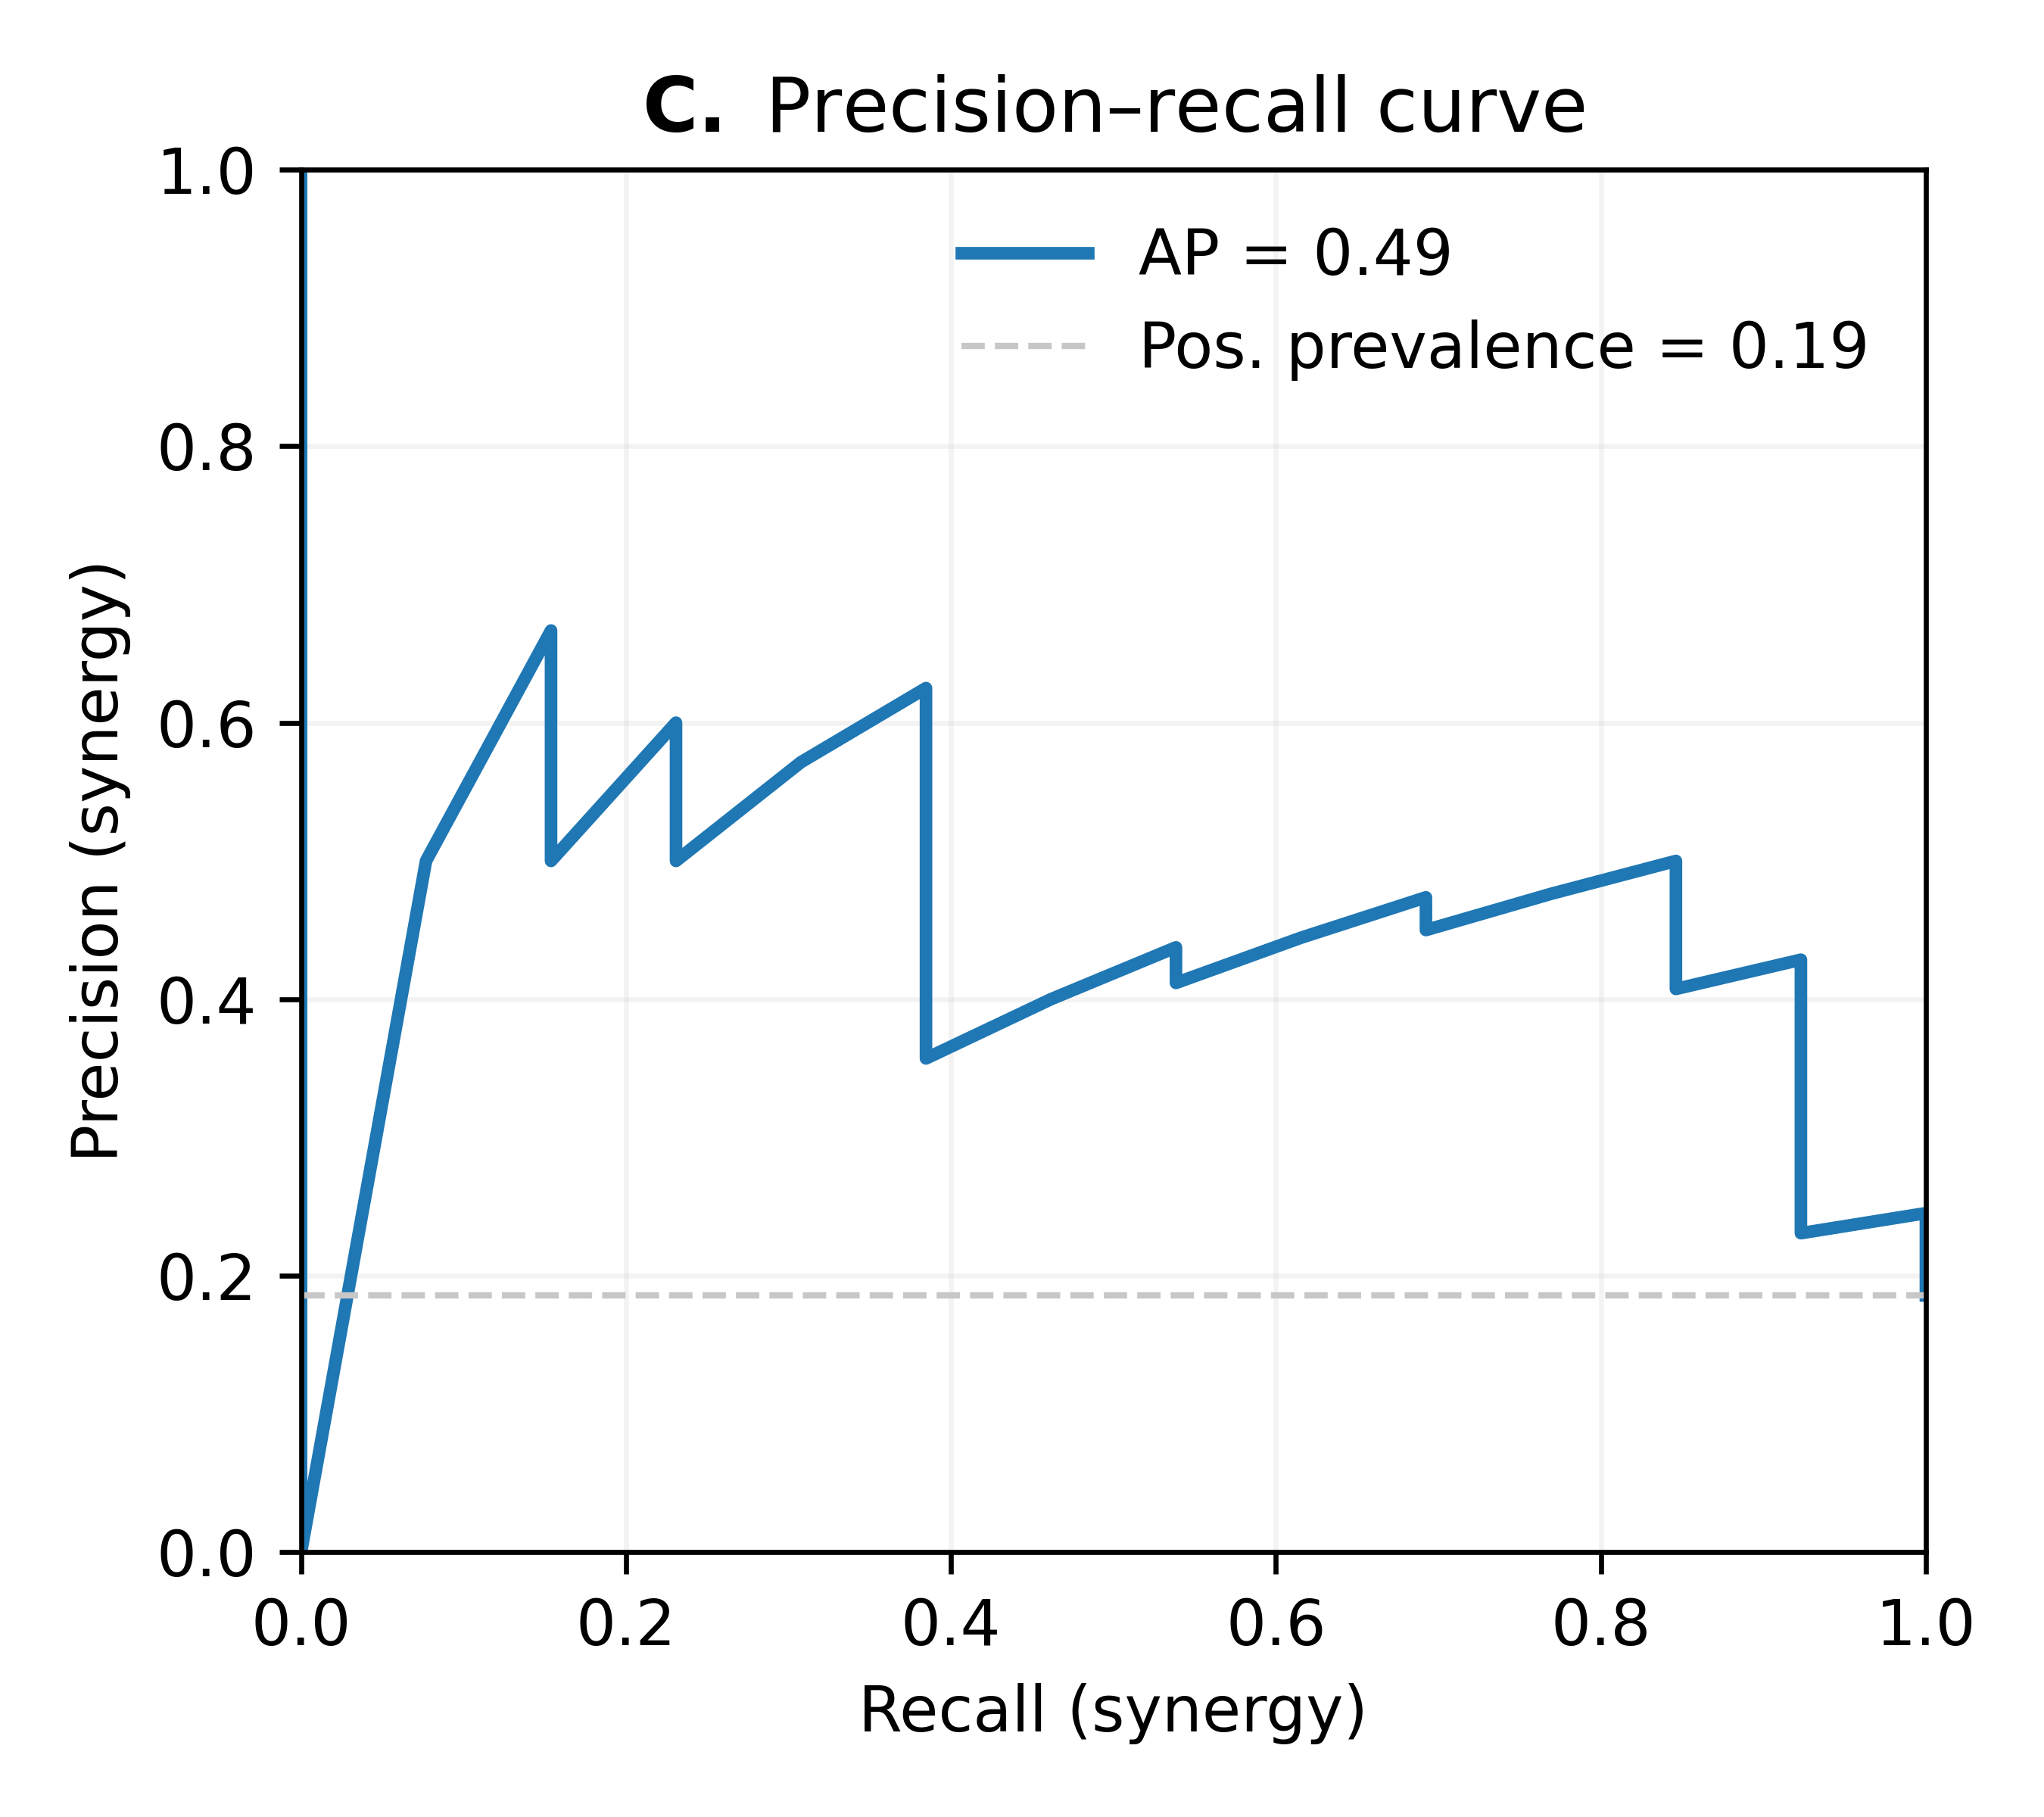 C. Precision–recall curve
1.0
0.8
0.6
0.4
0.2
0.0
Precision (synergy)
AP = 0.49
Pos. prevalence = 0.19
0.0 0.2 0.4 0.6 0.8 1.0
Recall (synergy)